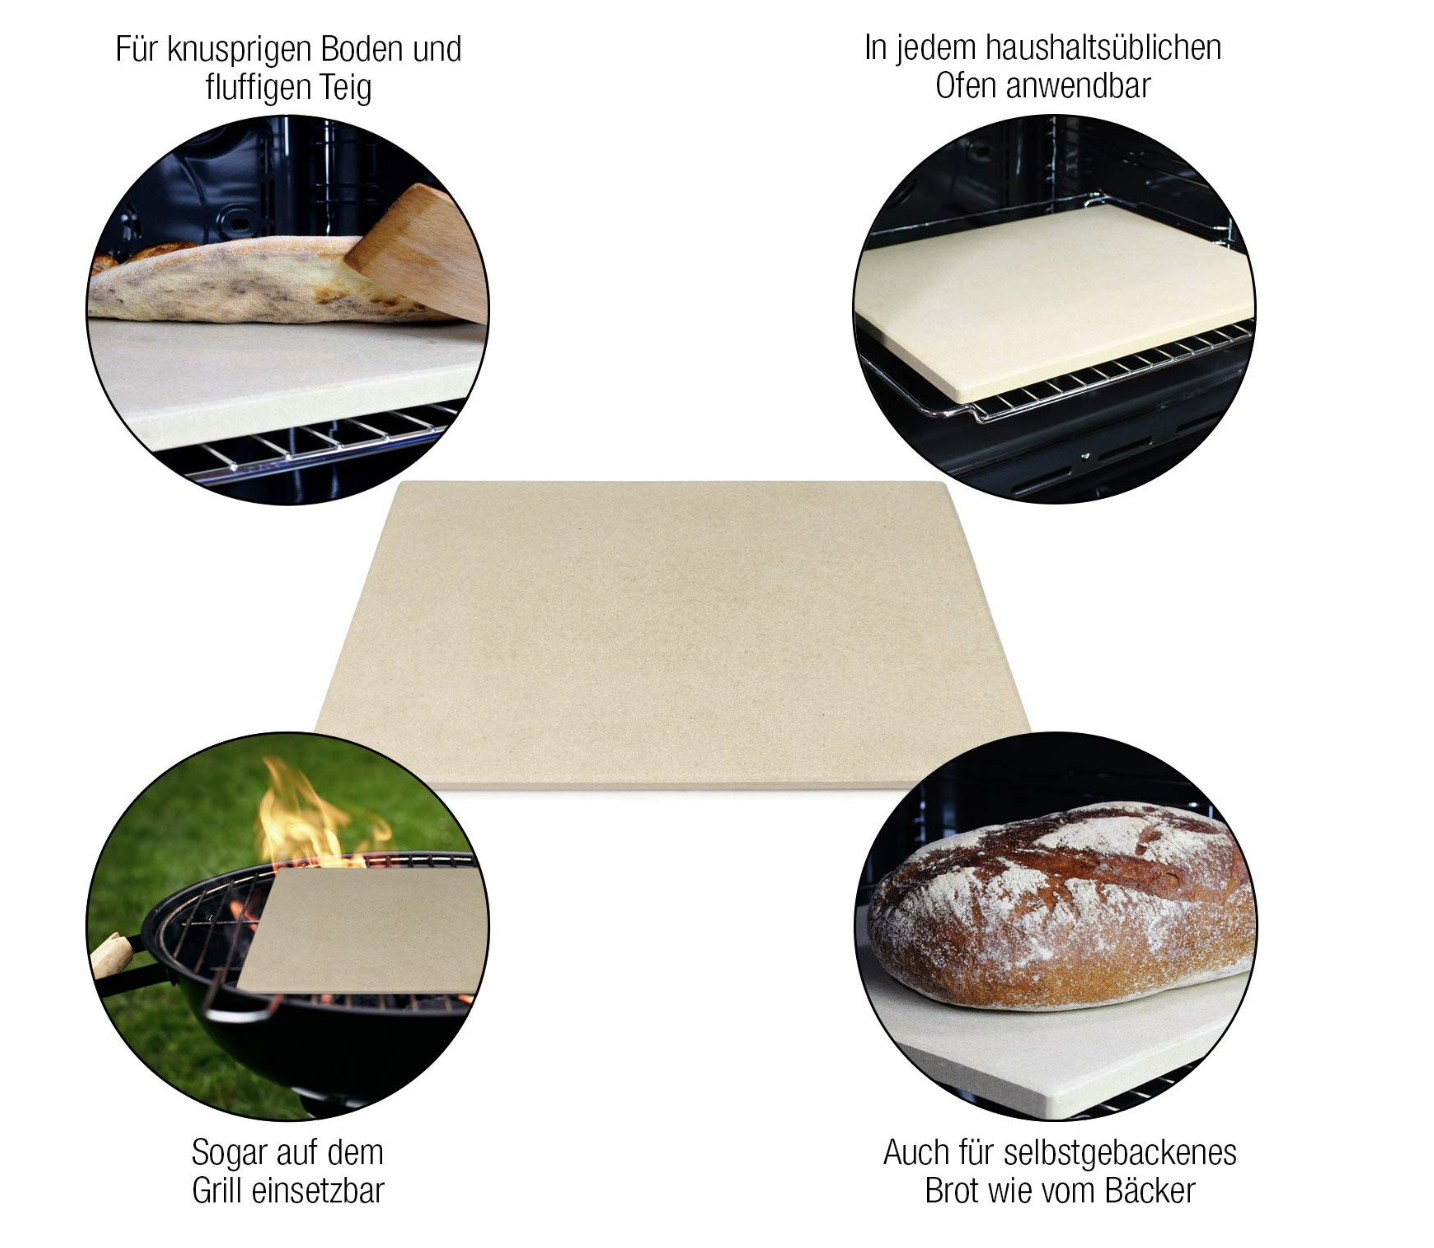 Für knusprigen Boden und
fluffigen Teig
In jedem haushaltsüblichen
Ofen anwendbar
Sogar auf dem
Grill einsetzbar
Auch für selbstgebackenes
Brot wie vom Bäcker